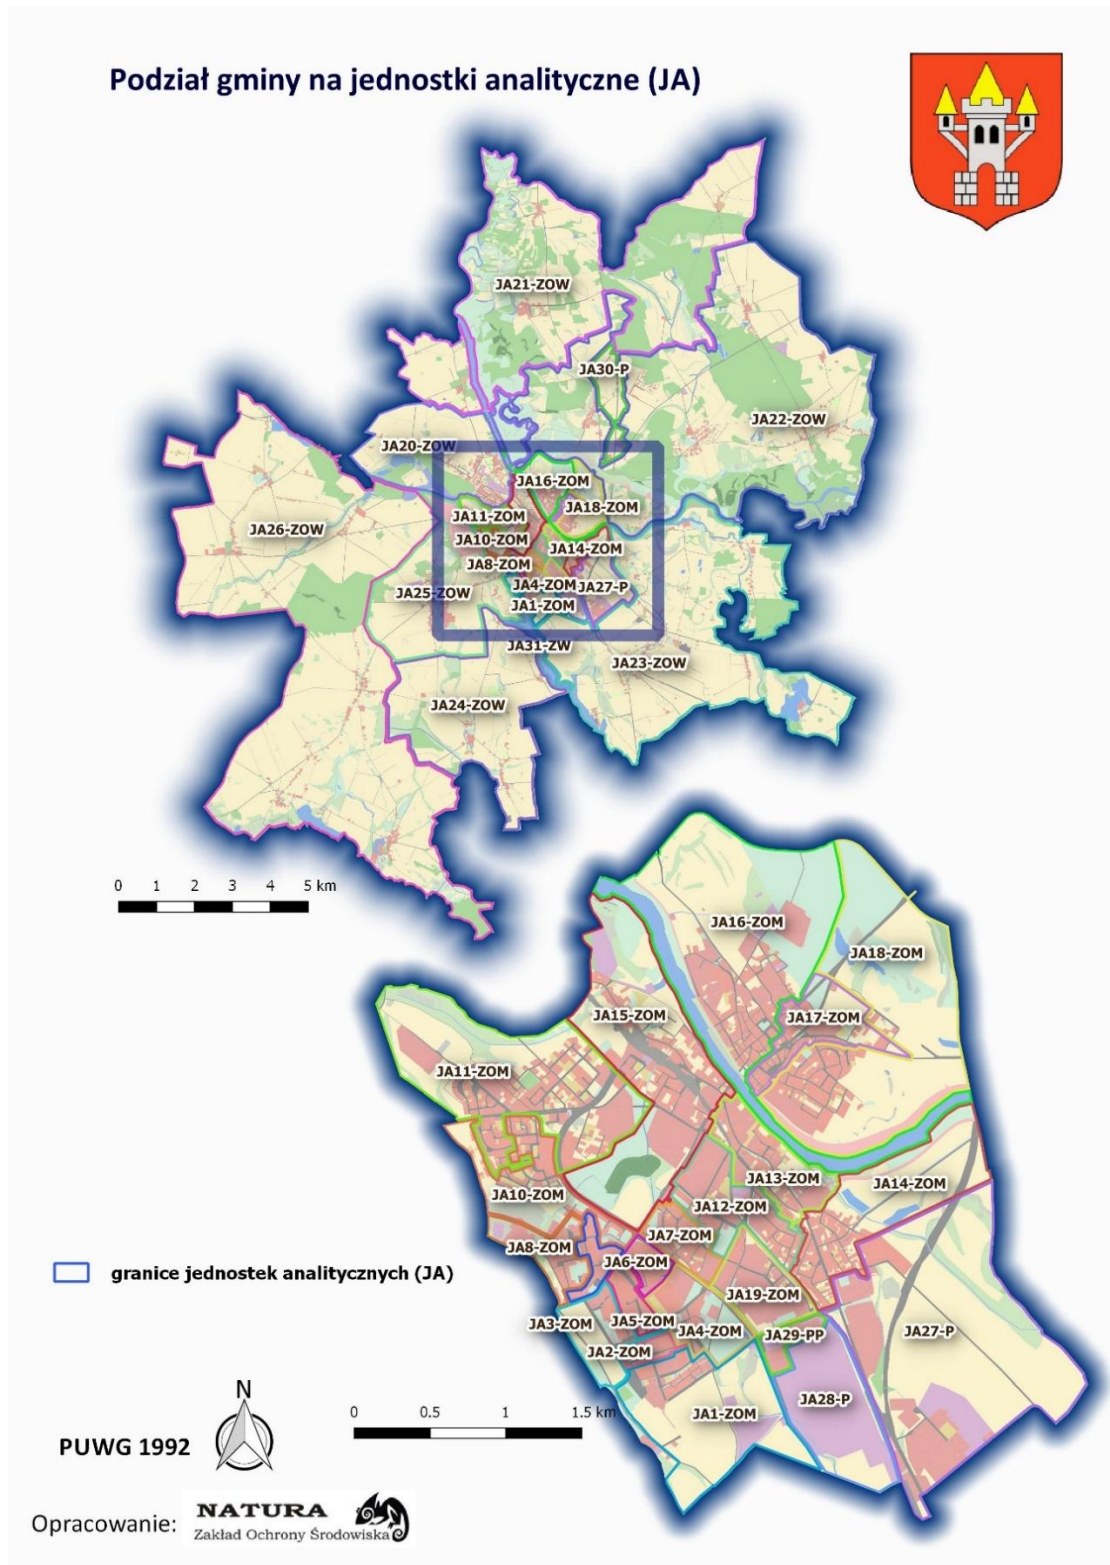 Podział gminy na jednostki analityczne (JA)
JA21-ZOW
JA30-P
JA22-ZOW
JA20-ZOW
JA16-ZOM
JA18-ZOM
JA11-ZOM
JA26-ZOW
JA10-ZOM
JA14-ZOM
JA8-ZOM
JA4-ZOM
JA27-P
JA25-ZOW
JA1-ZOM
JA31-ZW
JA23-ZOW
JA24-ZOW
0 1 2 3 4 5 km
JA16-ZOM
JA18-ZOM
JA15-ZOM
JA17-ZOM
JA11-ZOM
JA13-ZOM
JA14-ZOM
JA10-ZOM
JA12-ZOM
JA7-ZOM
JA8-ZOM
JA6-ZOM
granice jednostek analitycznych (JA)
JA19-ZOM
JA3-ZOM
JA5-ZOM
JA4-ZOM
JA29-PP
JA27-P
JA2-ZOM
JA28-P
JA1-ZOM
N
0 0.5 1 1.5 km
PUWG 1992
Opracowanie:
NATURA
Zakład Ochrony Środowiska